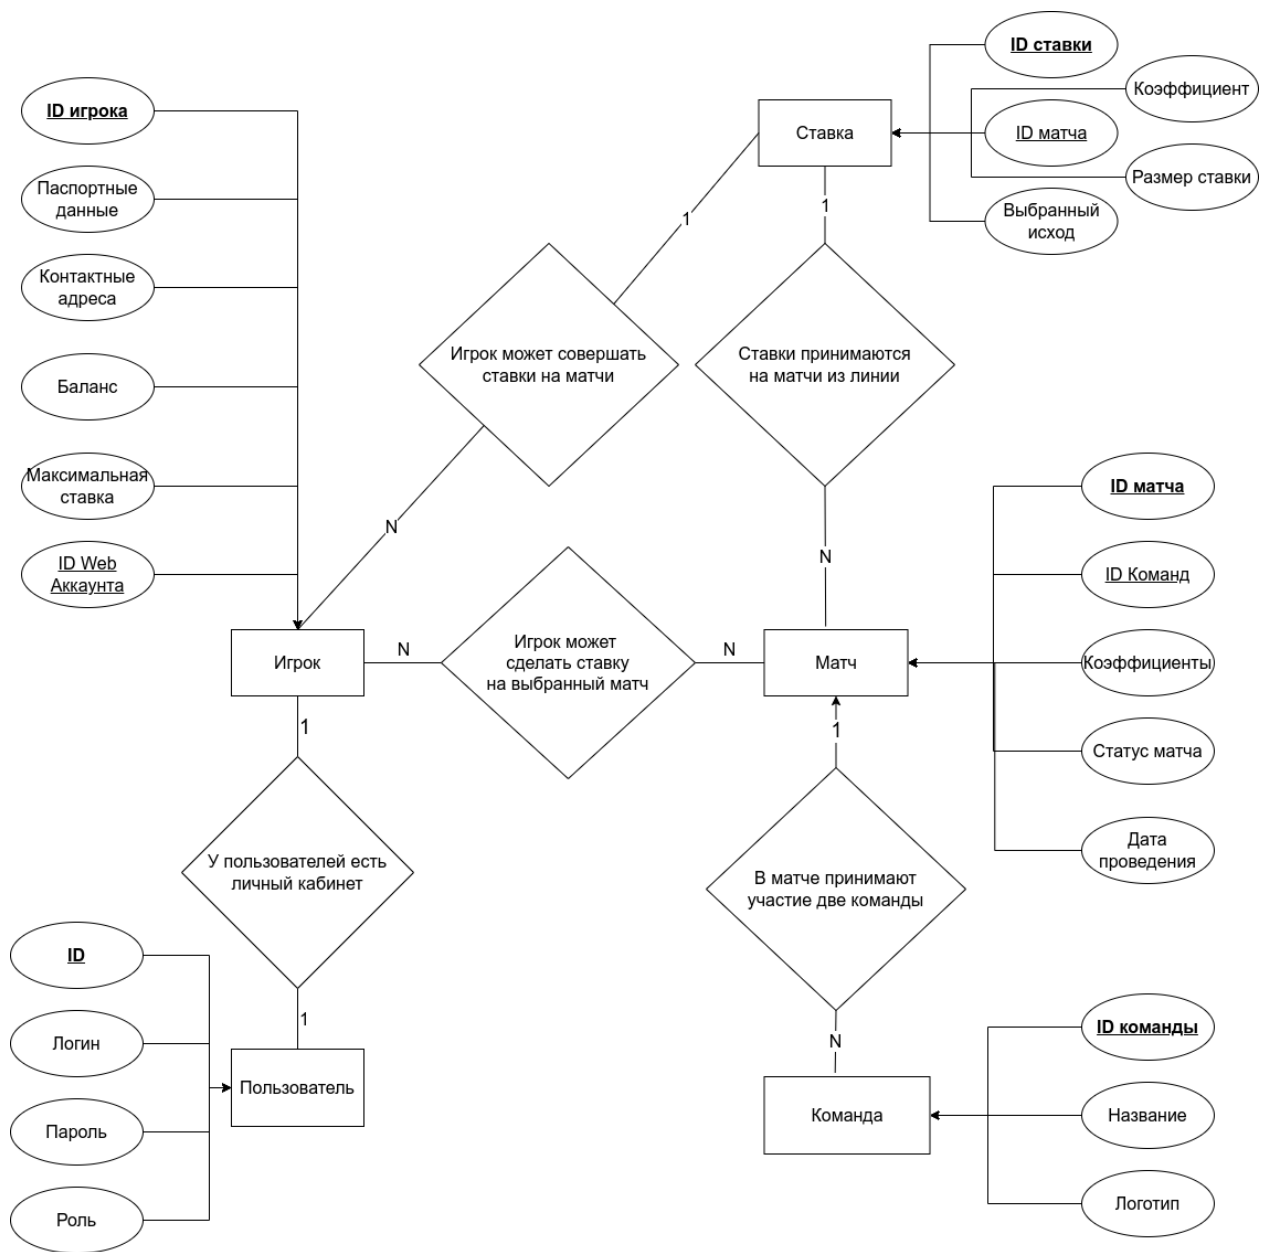 ID ставки
Коэффициент
ID игрока
Ставка
ID матча
Паспортные
данные
Размер ставки
Выбранный
исход
1
1
Контактные
адреса
Игрок может совершать
ставки на матчи
Ставки принимаются
на матчи из линии
Баланс
Максимальная
ставка
ID матча
N
N
ID Web
Аккаунта
ID Команд
Игрок
N
Игрок может
сделать ставку
на выбранный матч
N
Матч
Коэффициенты
1
1
Статус матча
У пользователей есть
личный кабинет
В матче принимают
участие две команды
Дата
проведения
ID
1
N
ID команды
Логин
Пользователь
Команда
Название
Пароль
Логотип
Роль